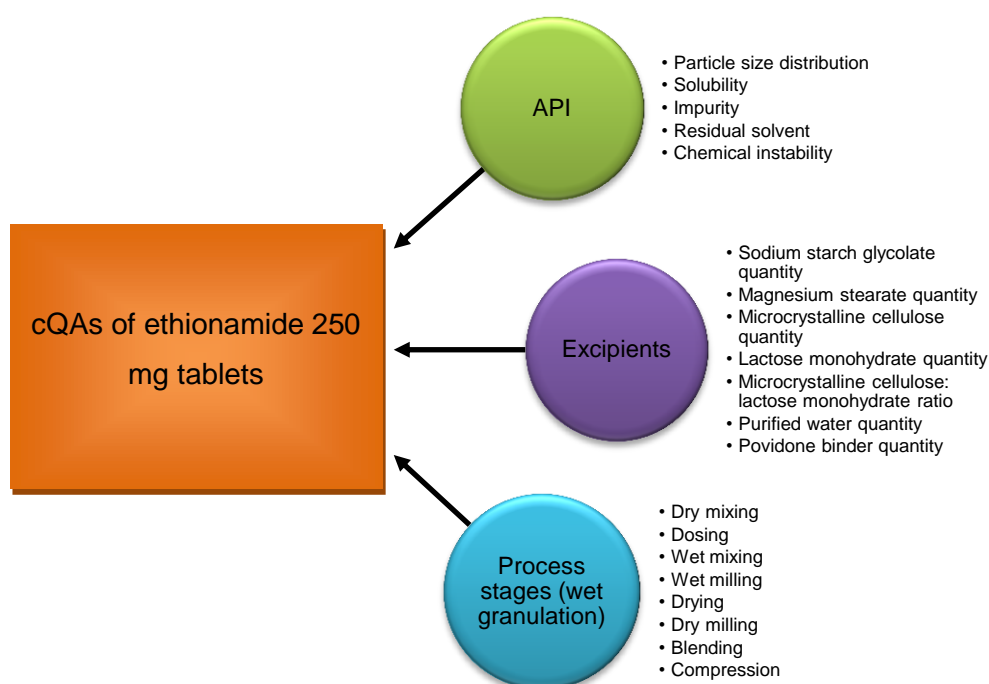 API
• Particle size distribution
• Solubility
• Impurity
• Residual solvent
• Chemical instability
cQAs of ethionamide 250
mg tablets
Excipients
• Sodium starch glycolate
quantity
• Magnesium stearate quantity
• Microcrystalline cellulose
quantity
• Lactose monohydrate quantity
• Microcrystalline cellulose:
lactose monohydrate ratio
• Purified water quantity
• Povidone binder quantity
Process
stages (wet
granulation)
• Dry mixing
• Dosing
• Wet mixing
• Wet milling
• Drying
• Dry milling
• Blending
• Compression